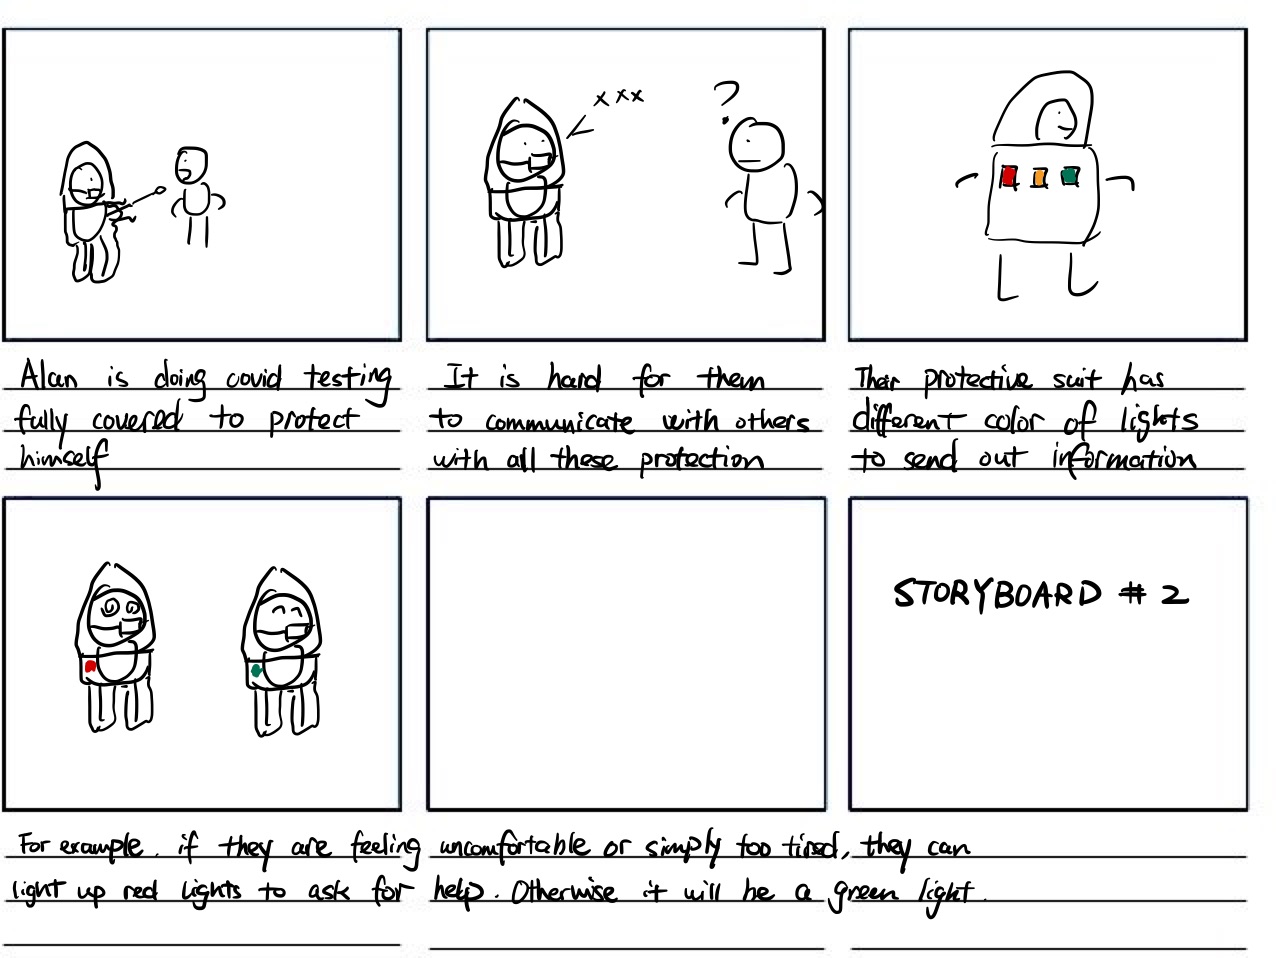 xxx
?
Alan is doing covid testing
fully covered to protect
himself
It is hard for them
to communicate with others
with all these protection
Their protective suit has
different color of lights
to send out information
STORYBOARD # 2
For example. if they are feeling uncomfortable or simply too tired, they can
light up red lights to ask for help. Otherwise it will be a green light.